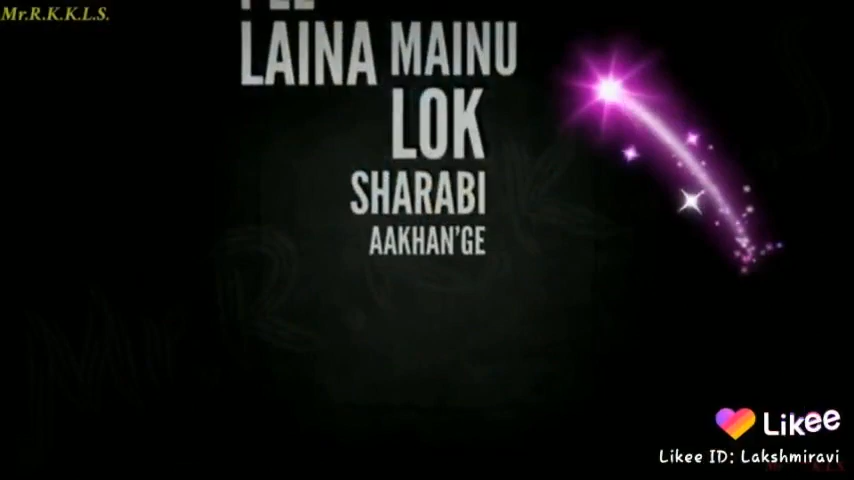 Mr.R.K.K.L.S.
LAINA MAINU
LOK
SHARABI
AAKHAN'GE
Likee
Likee ID: Lakshmiravi